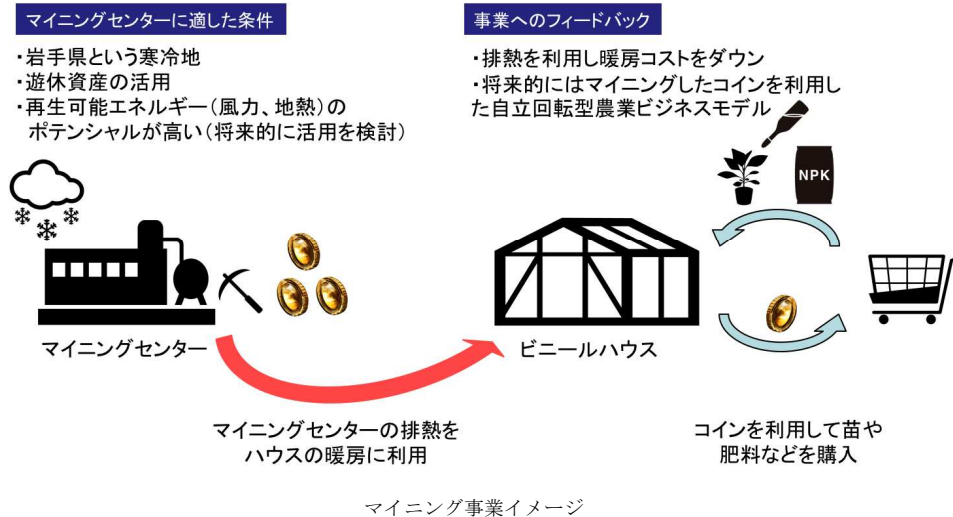 マイニングセンターに適した条件
・岩手県という寒冷地
・遊休資産の活用
・再生可能エネルギー(風力、地熱)の
ポテンシャルが高い(将来的に活用を検討)
事業へのフィードバック
・排熱を利用し暖房コストをダウン
・将来的にはマイニングしたコインを利用し
た自立回転型農業ビジネスモデル
NPK
マイニングセンター
ビニールハウス
マイニングセンターの排熱を
ハウスの暖房に利用
コインを利用して苗や
肥料などを購入
マイニング事業イメージ